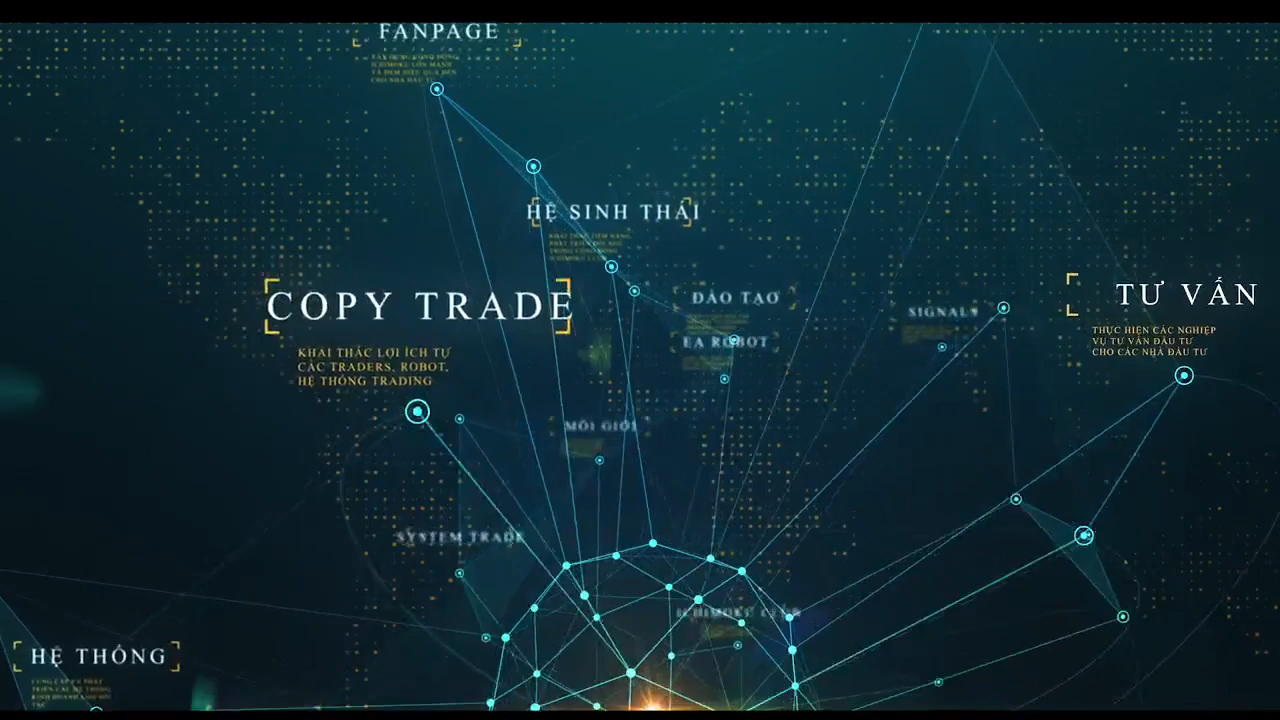 FANPAGE
HỆ SINH THÁI
COPY TRADE
KHAI THÁC LỢI ÍCH TỪ
CÁC TRADERS, ROBOT,
HỆ THỐNG TRADING
ĐÀO TẠO
EA ROBOT
SIGNALS
TƯ VẤN
THỰC HIỆN CÁC NGHIỆP
VỤ TƯ VẤN ĐẦU TƯ
CHO CÁC NHÀ ĐẦU TƯ
MÔI GIỚI
SYSTEM TRADE
ICHIMOKU CLUB
HỆ THỐNG